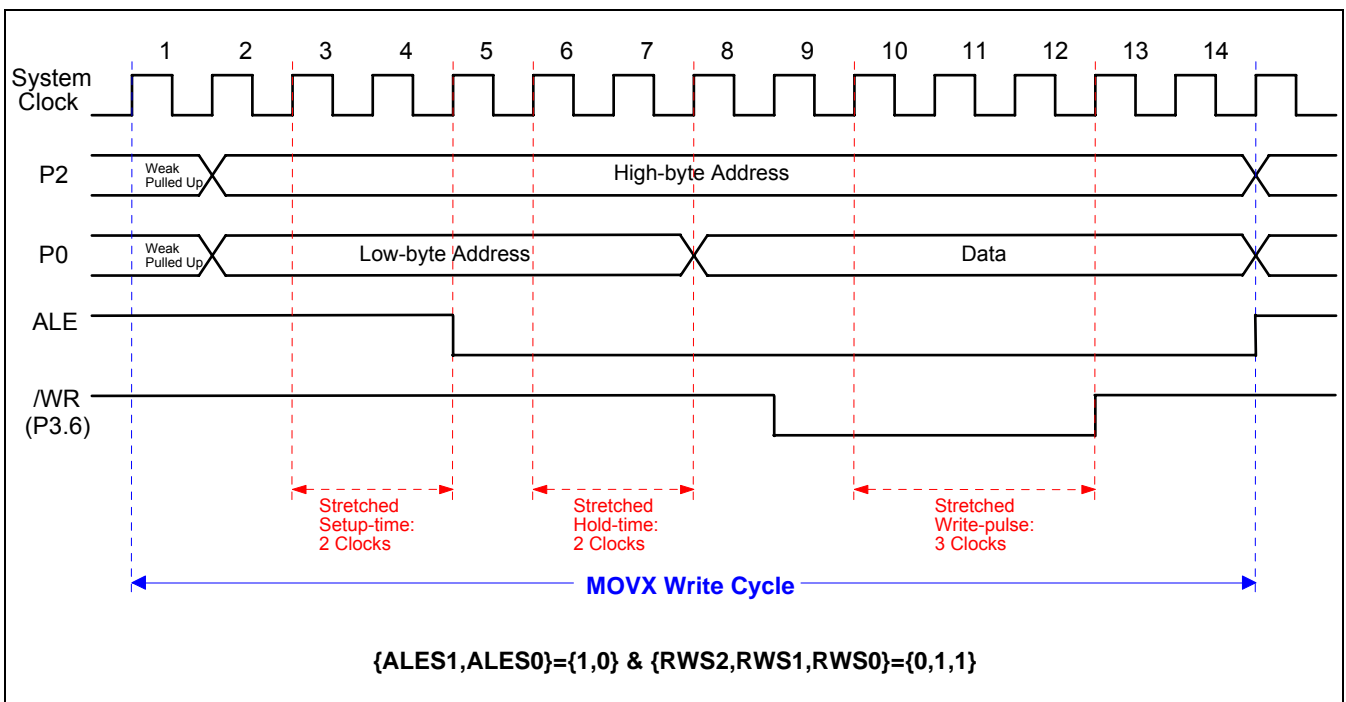 1 2 3 4 5 6 7 8 9 10 11 12 13 14
System
Clock
P2
Weak
Pulled Up
High-byte Address
P0
Weak
Pulled Up
Low-byte Address
Data
ALE
/WR
(P3.6)
Stretched
Setup-time:
2 Clocks
Stretched
Hold-time:
2 Clocks
Stretched
Write-pulse:
3 Clocks
MOVX Write Cycle
{ALES1,ALES0}={1,0} & {RWS2,RWS1,RWS0}={0,1,1}